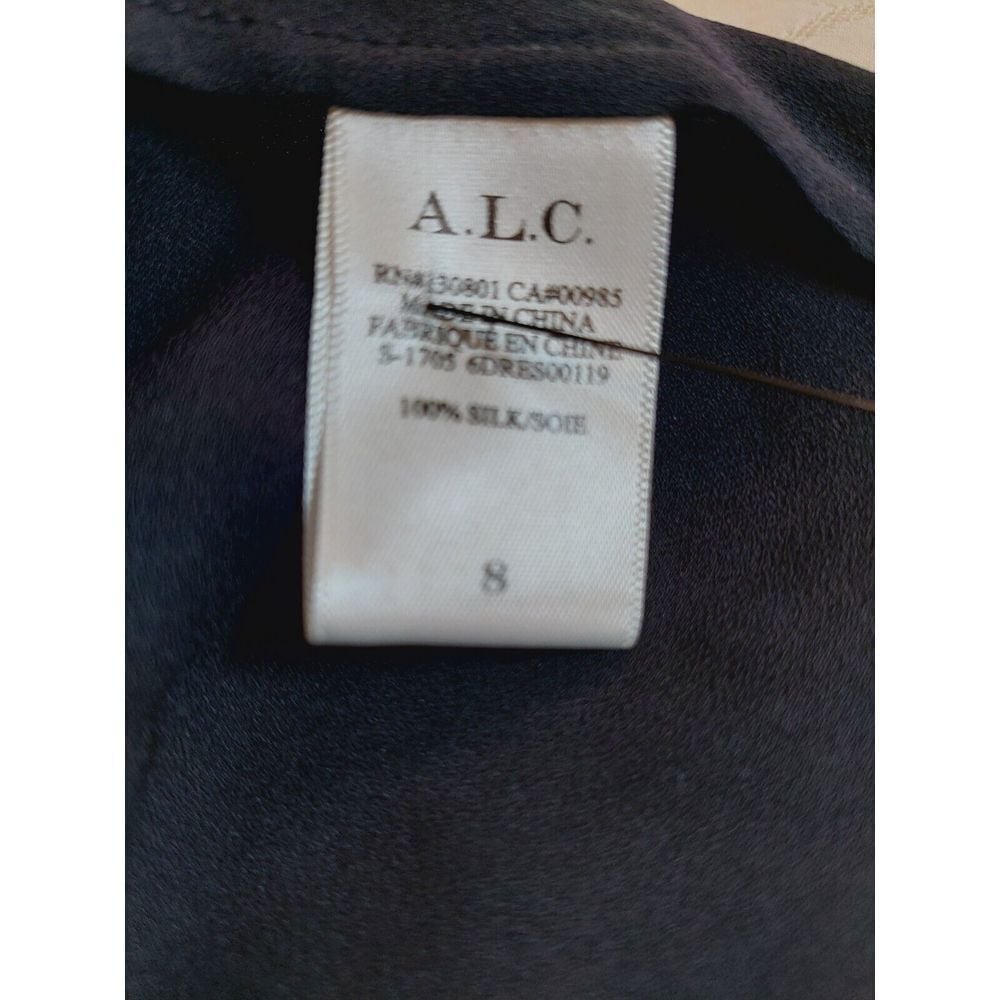 A.L.C.
RN#130801 CA#00985
MADE IN CHINA
FABRIQUÉ EN CHINE
S-1705 6DRES00119
100% SILK/SOIE
8